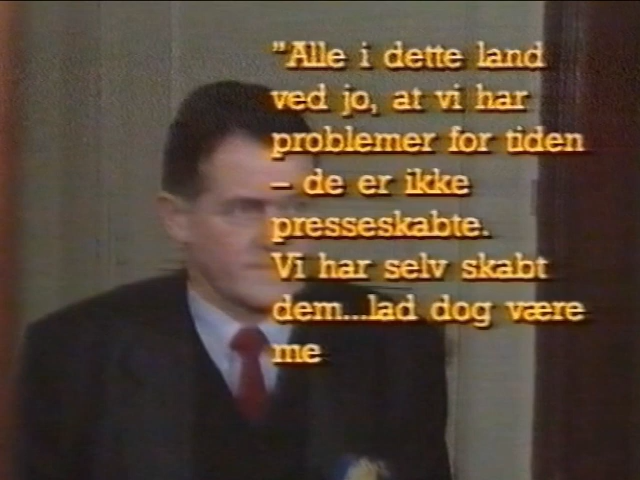 "Alle i dette land
ved jo, at vi har
problemer for tiden
– de er ikke
presseskabte.
Vi har selv skabt
dem...lad dog være
me